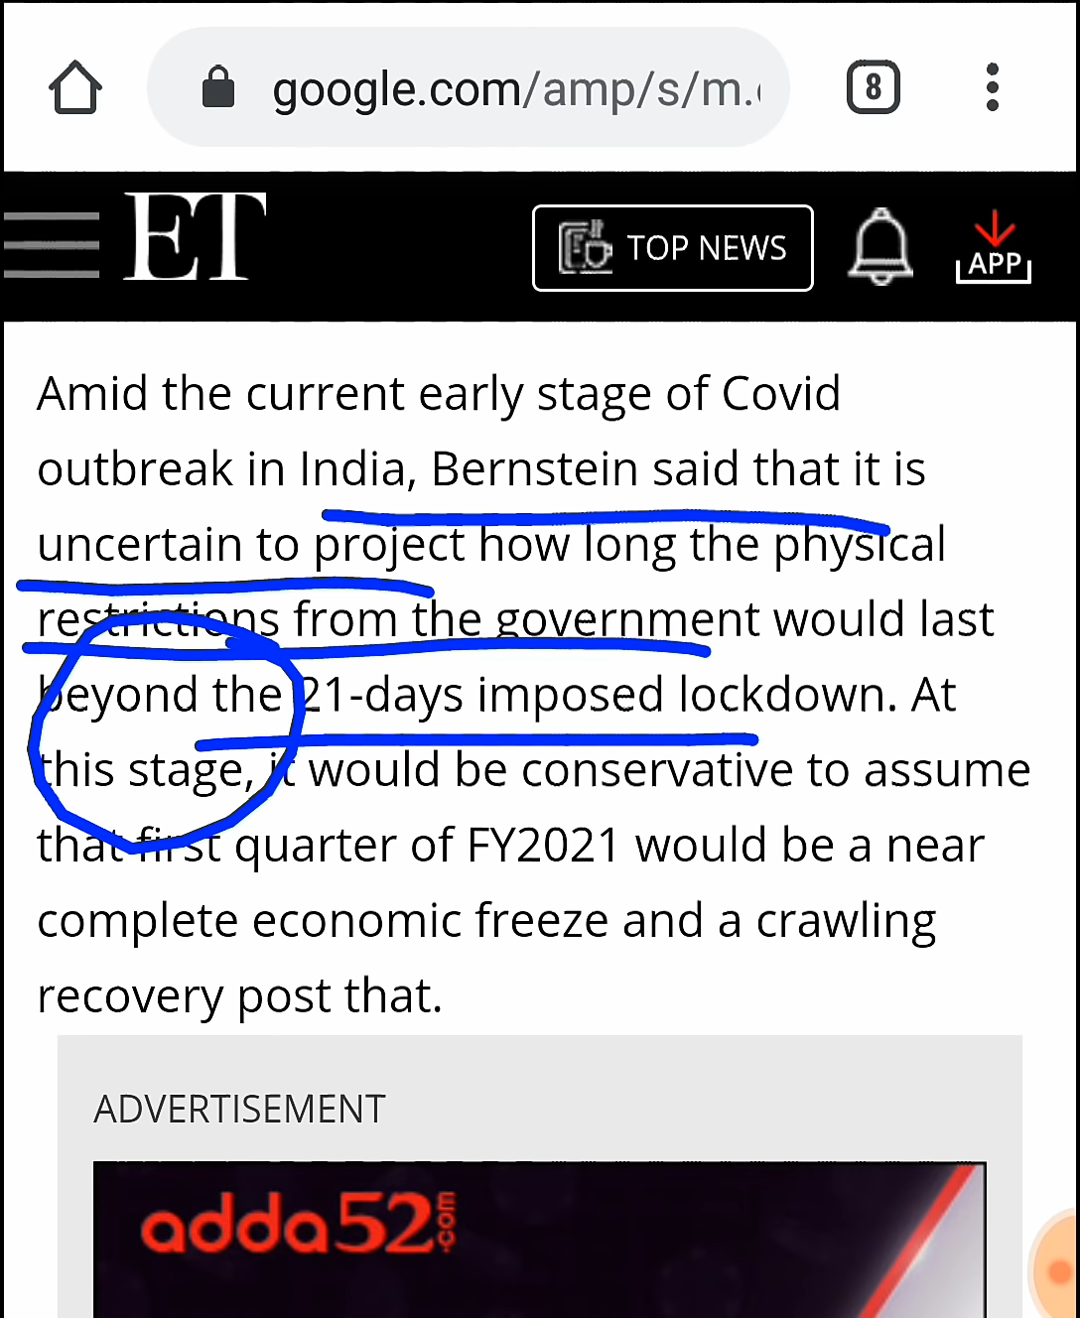 google.com/amp/s/m.
8
ET
TOP NEWS
APP
Amid the current early stage of Covid
outbreak in India, Bernstein said that it is
uncertain to project how long the physical
restrictions from the government would last
beyond the 21-days imposed lockdown. At
this stage, it would be conservative to assume
that first quarter of FY2021 would be a near
complete economic freeze and a crawling
recovery post that.
ADVERTISEMENT
adda52.com